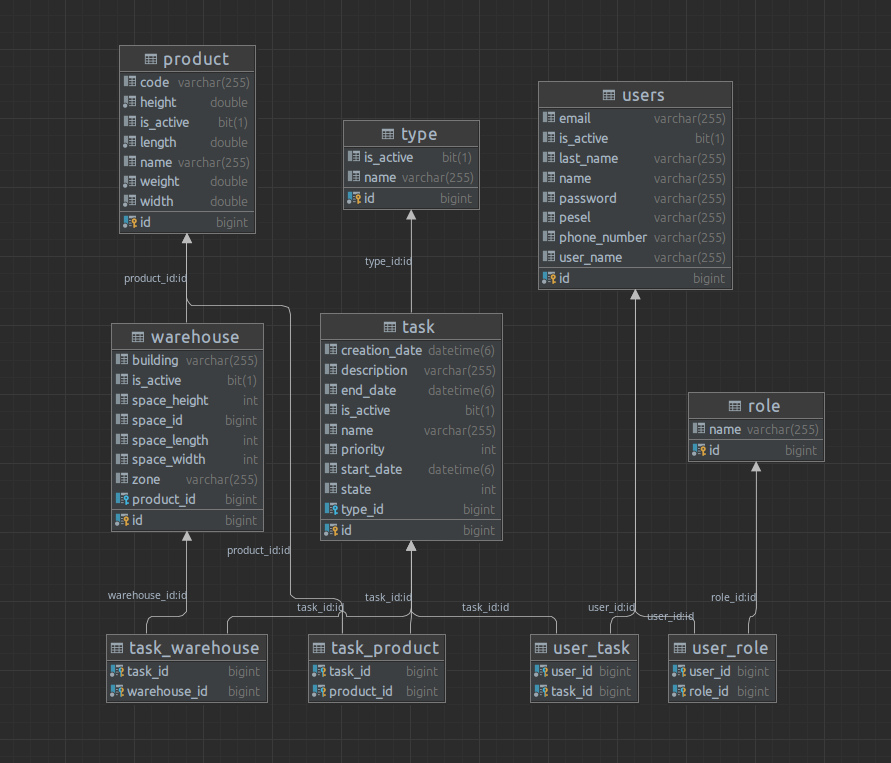 product
code varchar(255)
height double
is_active bit(1)
length double
name varchar(255)
weight double
width double
id bigint
type
is_active bit(1)
name varchar(255)
id bigint
users
email varchar(255)
is_active bit(1)
last_name varchar(255)
name varchar(255)
password varchar(255)
pesel varchar(255)
phone_number varchar(255)
user_name varchar(255)
id bigint
product_id:id
type_id:id
warehouse
building varchar(255)
is_active bit(1)
space_height int
space_id bigint
space_length int
space_width int
zone varchar(255)
product_id bigint
id bigint
task
creation_date datetime(6)
description varchar(255)
end_date datetime(6)
is_active bit(1)
name varchar(255)
priority int
start_date datetime(6)
state int
type_id bigint
id bigint
role
name varchar(255)
id bigint
product_id:id
warehouse_id:id
task_id:id
task_id:id
task_id:id
user_id:id
user_id:id
role_id:id
task_warehouse
task_id bigint
warehouse_id bigint
task_product
task_id bigint
product_id bigint
user_task
user_id bigint
task_id bigint
user_role
user_id bigint
role_id bigint